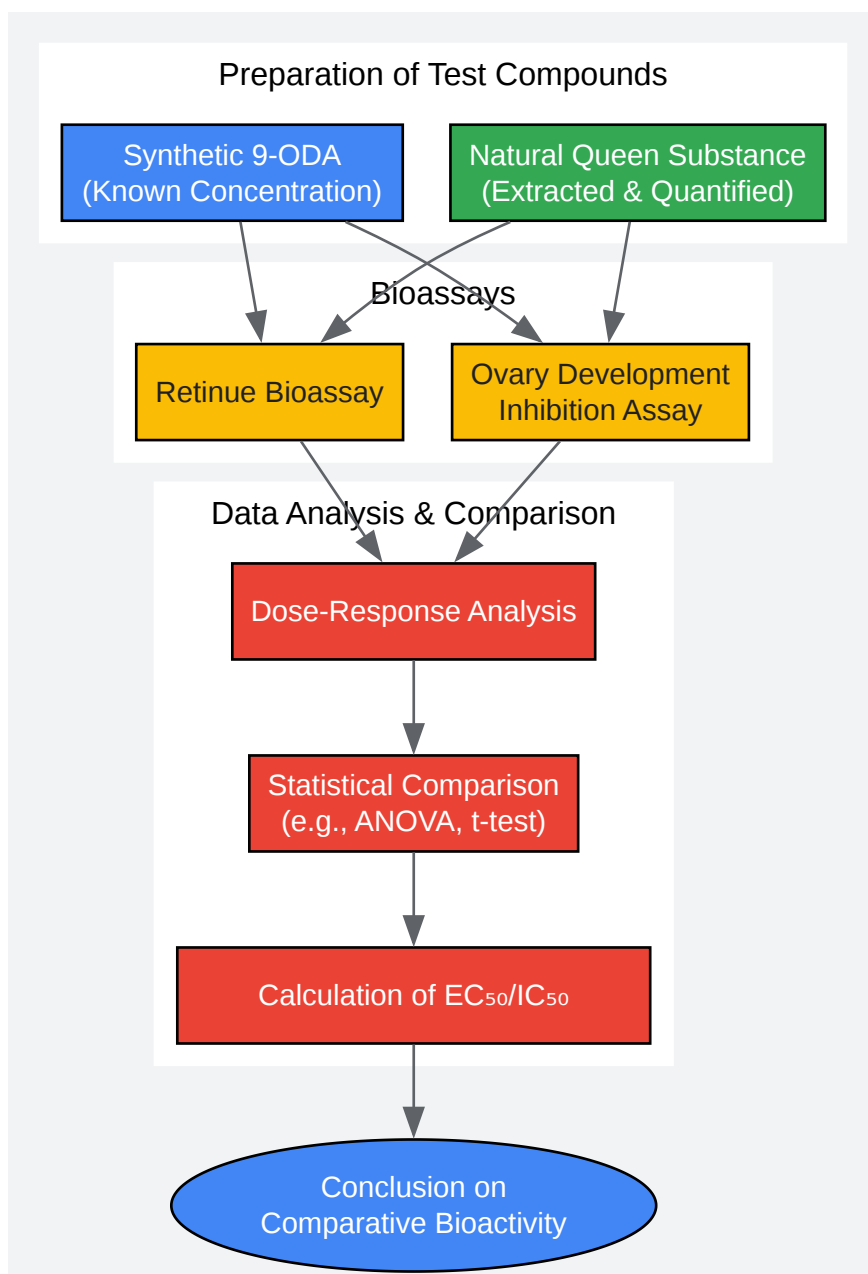 Preparation of Test Compounds
Synthetic 9-ODA
(Known Concentration)
Natural Queen Substance
(Extracted & Quantified)
Bioassays
Retinue Bioassay
Ovary Development
Inhibition Assay
Data Analysis & Comparison
Dose-Response Analysis
Statistical Comparison
(e.g., ANOVA, t-test)
Calculation of EC₅₀/IC₅₀
Conclusion on
Comparative Bioactivity